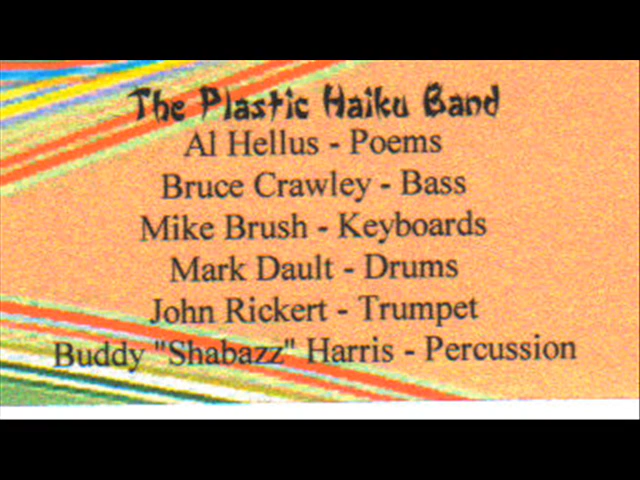 The Plastic Haiku Band
Al Hellus - Poems
Bruce Crawley - Bass
Mike Brush - Keyboards
Mark Dault - Drums
John Rickert - Trumpet
Buddy "Shabazz" Harris - Percussion